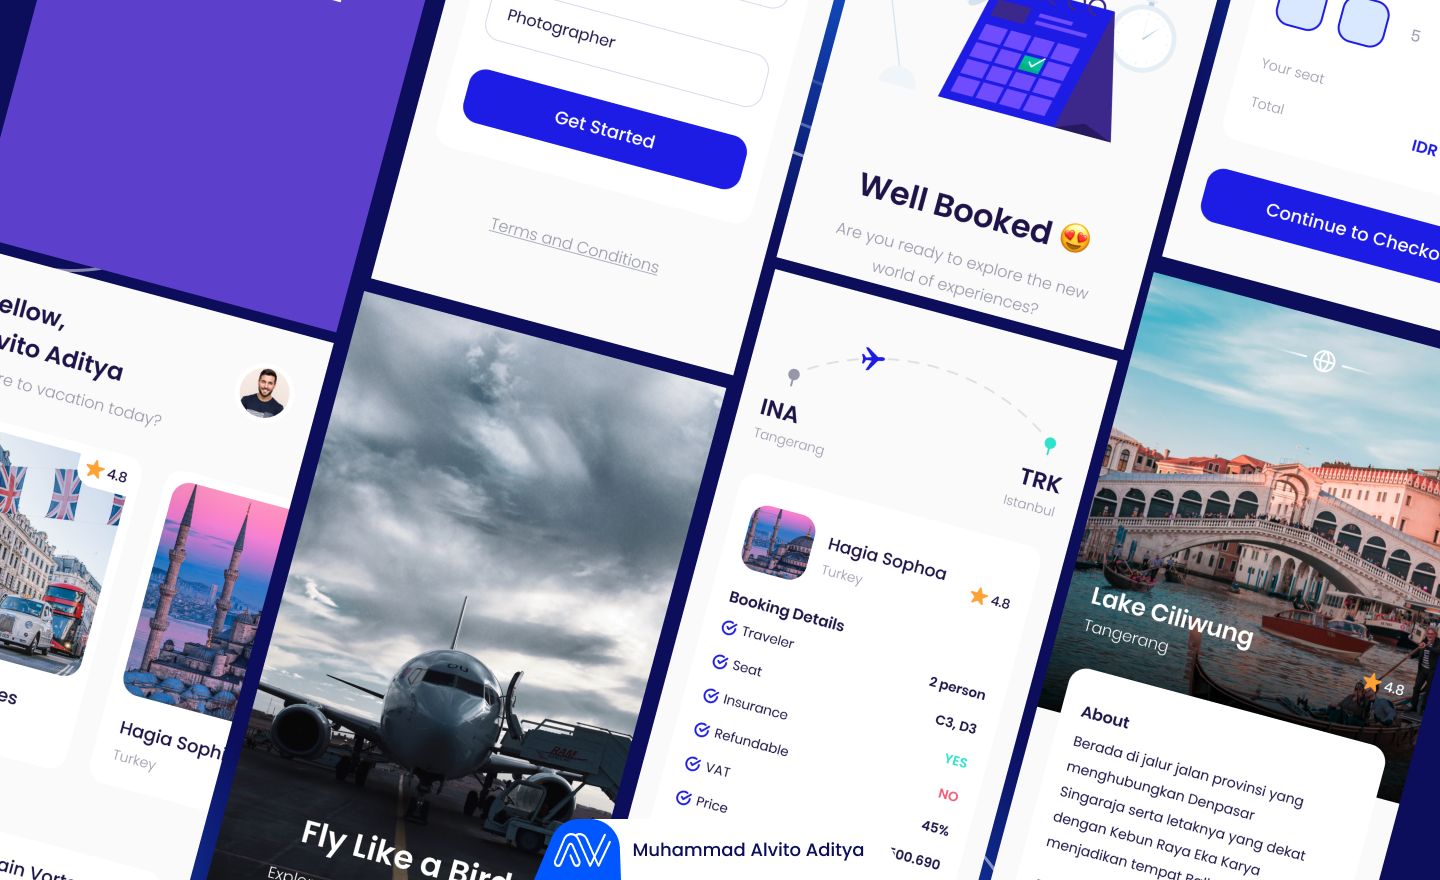 Photographer
Get Started
Terms and Conditions
Well Booked 😍
Are you ready to explore the new
world of experiences?
5
Your seat
Total
IDR
Continue to Checko
ellow,
vito Aditya
re to vacation today?
4.8
es
Hagia Sophi
Turkey
ain Vort
Fly Like a Bird
Explor
INA
Tangerang
TRK
Istanbul
Hagia Sophoa
Turkey
4.8
Booking Details
Traveler
2 person
Seat
C3, D3
Insurance
YES
Refundable
NO
VAT
45%
Price
500.690
Lake Ciliwung
Tangerang
4.8
About
Berada di jalur jalan provinsi yang
menghubungkan Denpasar
Singaraja serta letaknya yang dekat
dengan Kebun Raya Eka Karya
menjadikan tempat
Muhammad Alvito Aditya